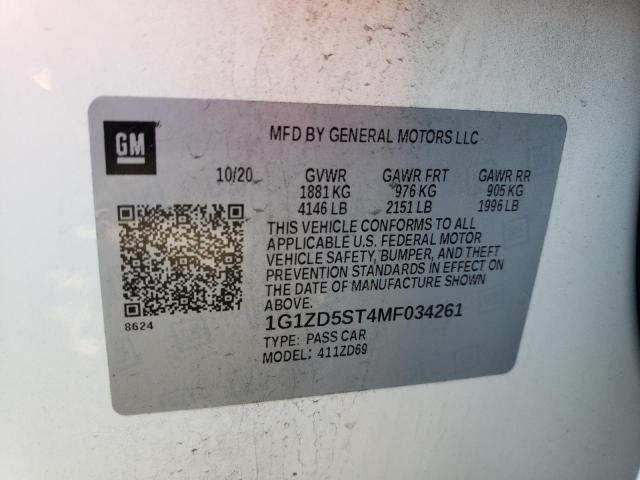 GM
MFD BY GENERAL MOTORS LLC
10/20 GVWR GAWR FRT GAWR RR
1881 KG 976 KG 905 KG
4146 LB 2151 LB 1996 LB
THIS VEHICLE CONFORMS TO ALL
APPLICABLE U.S. FEDERAL MOTOR
VEHICLE SAFETY, BUMPER, AND THEFT
PREVENTION STANDARDS IN EFFECT ON
THE DATE OF MANUFACTURE SHOWN
ABOVE.
8624
1G1ZD5ST4MF034261
TYPE: PASS CAR
MODEL: 411ZD69